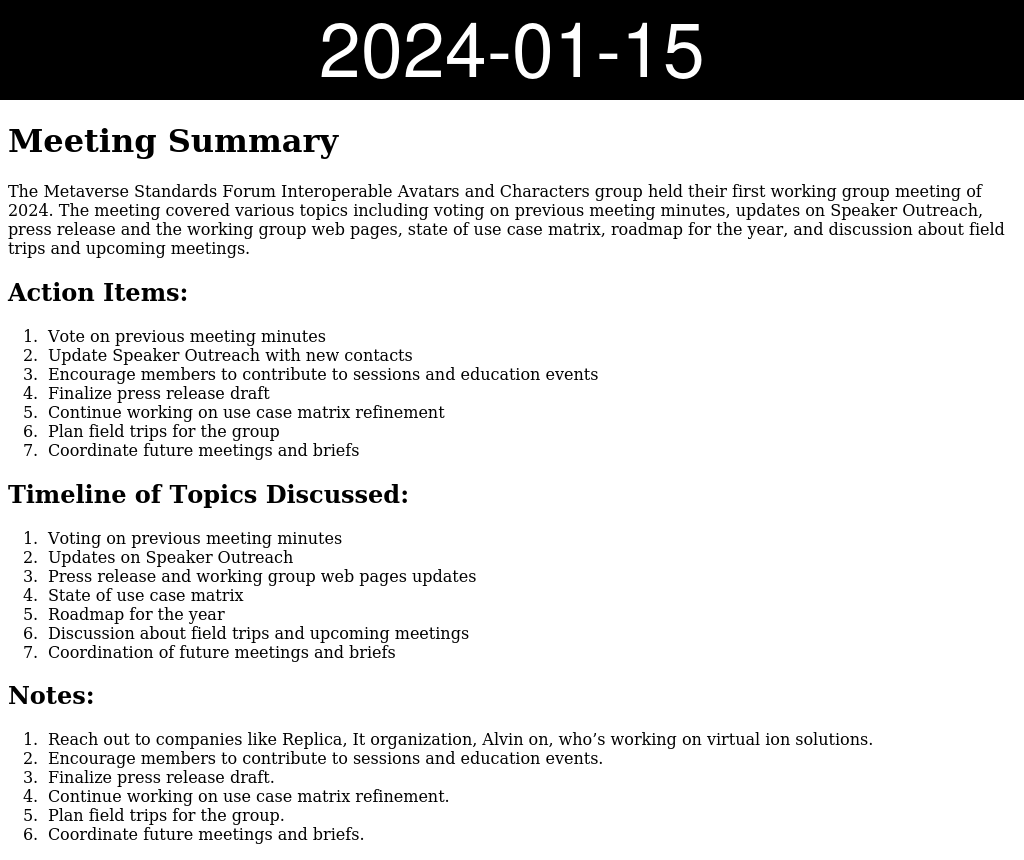 2024-01-15
Meeting Summary
The Metaverse Standards Forum Interoperable Avatars and Characters group held their first working group meeting of
2024. The meeting covered various topics including voting on previous meeting minutes, updates on Speaker Outreach,
press release and the working group web pages, state of use case matrix, roadmap for the year, and discussion about field
trips and upcoming meetings.
Action Items:
1. Vote on previous meeting minutes
2. Update Speaker Outreach with new contacts
3. Encourage members to contribute to sessions and education events
4. Finalize press release draft
5. Continue working on use case matrix refinement
6. Plan field trips for the group
7. Coordinate future meetings and briefs
Timeline of Topics Discussed:
1. Voting on previous meeting minutes
2. Updates on Speaker Outreach
3. Press release and working group web pages updates
4. State of use case matrix
5. Roadmap for the year
6. Discussion about field trips and upcoming meetings
7. Coordination of future meetings and briefs
Notes:
1. Reach out to companies like Replica, It organization, Alvin on, who’s working on virtual ion solutions.
2. Encourage members to contribute to sessions and education events.
3. Finalize press release draft.
4. Continue working on use case matrix refinement.
5. Plan field trips for the group.
6. Coordinate future meetings and briefs.